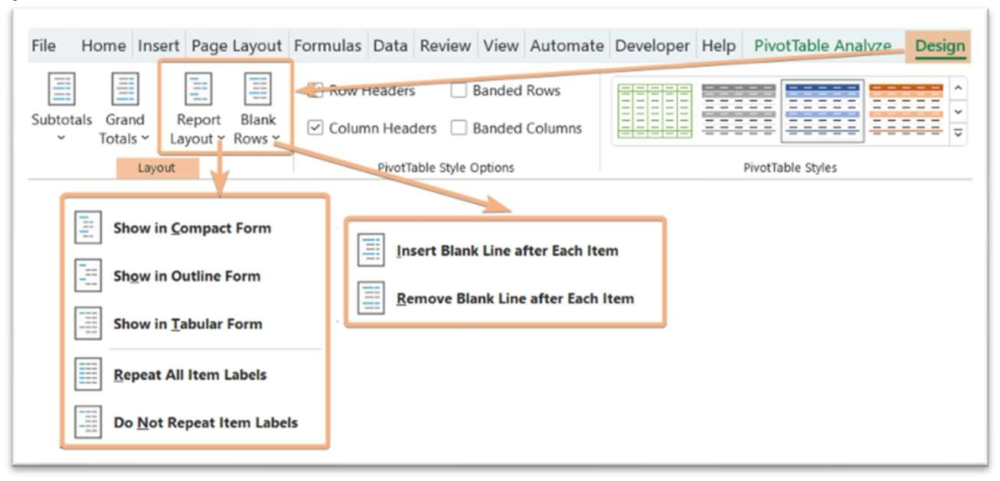 File Home Insert Page Layout Formulas Data Review View Automate Developer Help PivotTable Analyze Design
Subtotals Grand Totals Report Layout Blank Rows
Row Headers Banded Rows
Column Headers Banded Columns
Layout PivotTable Style Options PivotTable Styles
Show in Compact Form
Show in Outline Form
Show in Tabular Form
Repeat All Item Labels
Do Not Repeat Item Labels
Insert Blank Line after Each Item
Remove Blank Line after Each Item